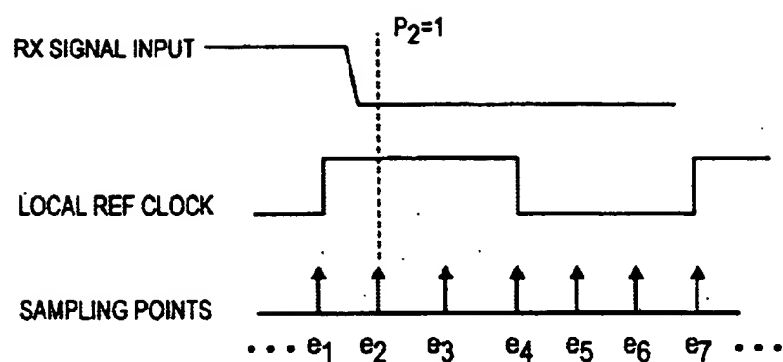 P2=1
RX SIGNAL INPUT
LOCAL REF CLOCK
SAMPLING POINTS
••• e1 e2 e3 e4 e5 e6 e7 •••